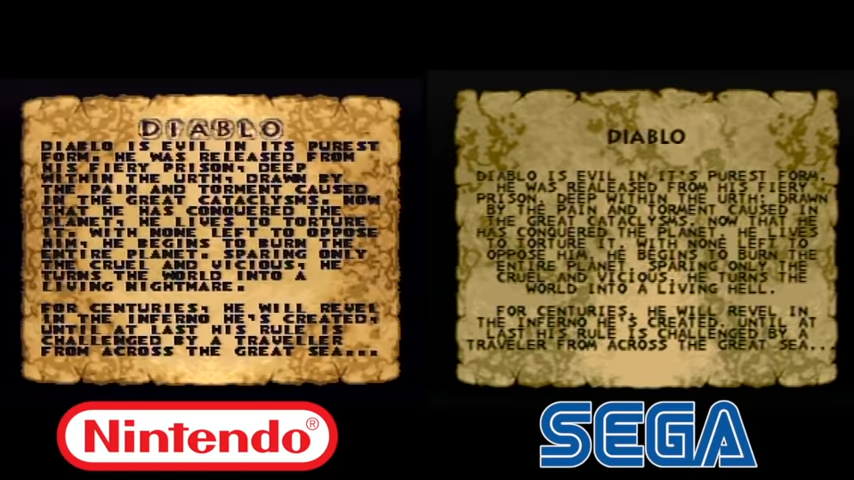 DIABLO
DIABLO IS EVIL IN ITS PUREST
FORM. HE WAS RELEASED FROM
HIS FIERY PRISON, DEEP
WITHIN THE URTH, DRAWN BY
THE PAIN AND TORMENT CAUSED
IN THE GREAT CATACLYSMS. NOW
THAT HE HAS CONQUERED THE
PLANET, HE LIVES TO TORTURE
IT. WITH NONE LEFT TO OPPOSE
HIM, HE BEGINS TO BURN THE
ENTIRE PLANET. SPARING ONLY
THE CRUEL AND VICIOUS, HE
TURNS THE WORLD INTO A
LIVING NIGHTMARE.
FOR CENTURIES, HE WILL REVEL
IN THE INFERNO HE'S CREATED,
UNTIL AT LAST HIS RULE IS
CHALLENGED BY A TRAVELLER
FROM ACROSS THE GREAT SEA...
Nintendo®
DIABLO
DIABLO IS EVIL IN IT'S PUREST FORM.
HE WAS REALEASED FROM HIS FIERY
PRISON, DEEP WITHIN THE URTH; DRAWN
BY THE PAIN AND TORMENT CAUSED IN
THE GREAT CATACLYSMS. NOW THAT HE
HAS CONQUERED THE PLANET, HE LIVES
TO TORTURE IT. WITH NONE LEFT TO
OPPOSE HIM, HE BEGINS TO BURN THE
ENTIRE PLANET. SPARING ONLY THE
CRUEL AND VICIOUS, HE TURNS THE
WORLD INTO A LIVING HELL.
FOR CENTURIES, HE WILL REVEL IN
THE INFERNO HE'S CREATED, UNTIL AT
LAST HIS RULE IS CHALLENGED BY A
TRAVELER FROM ACROSS THE GREAT SEA...
SEGA